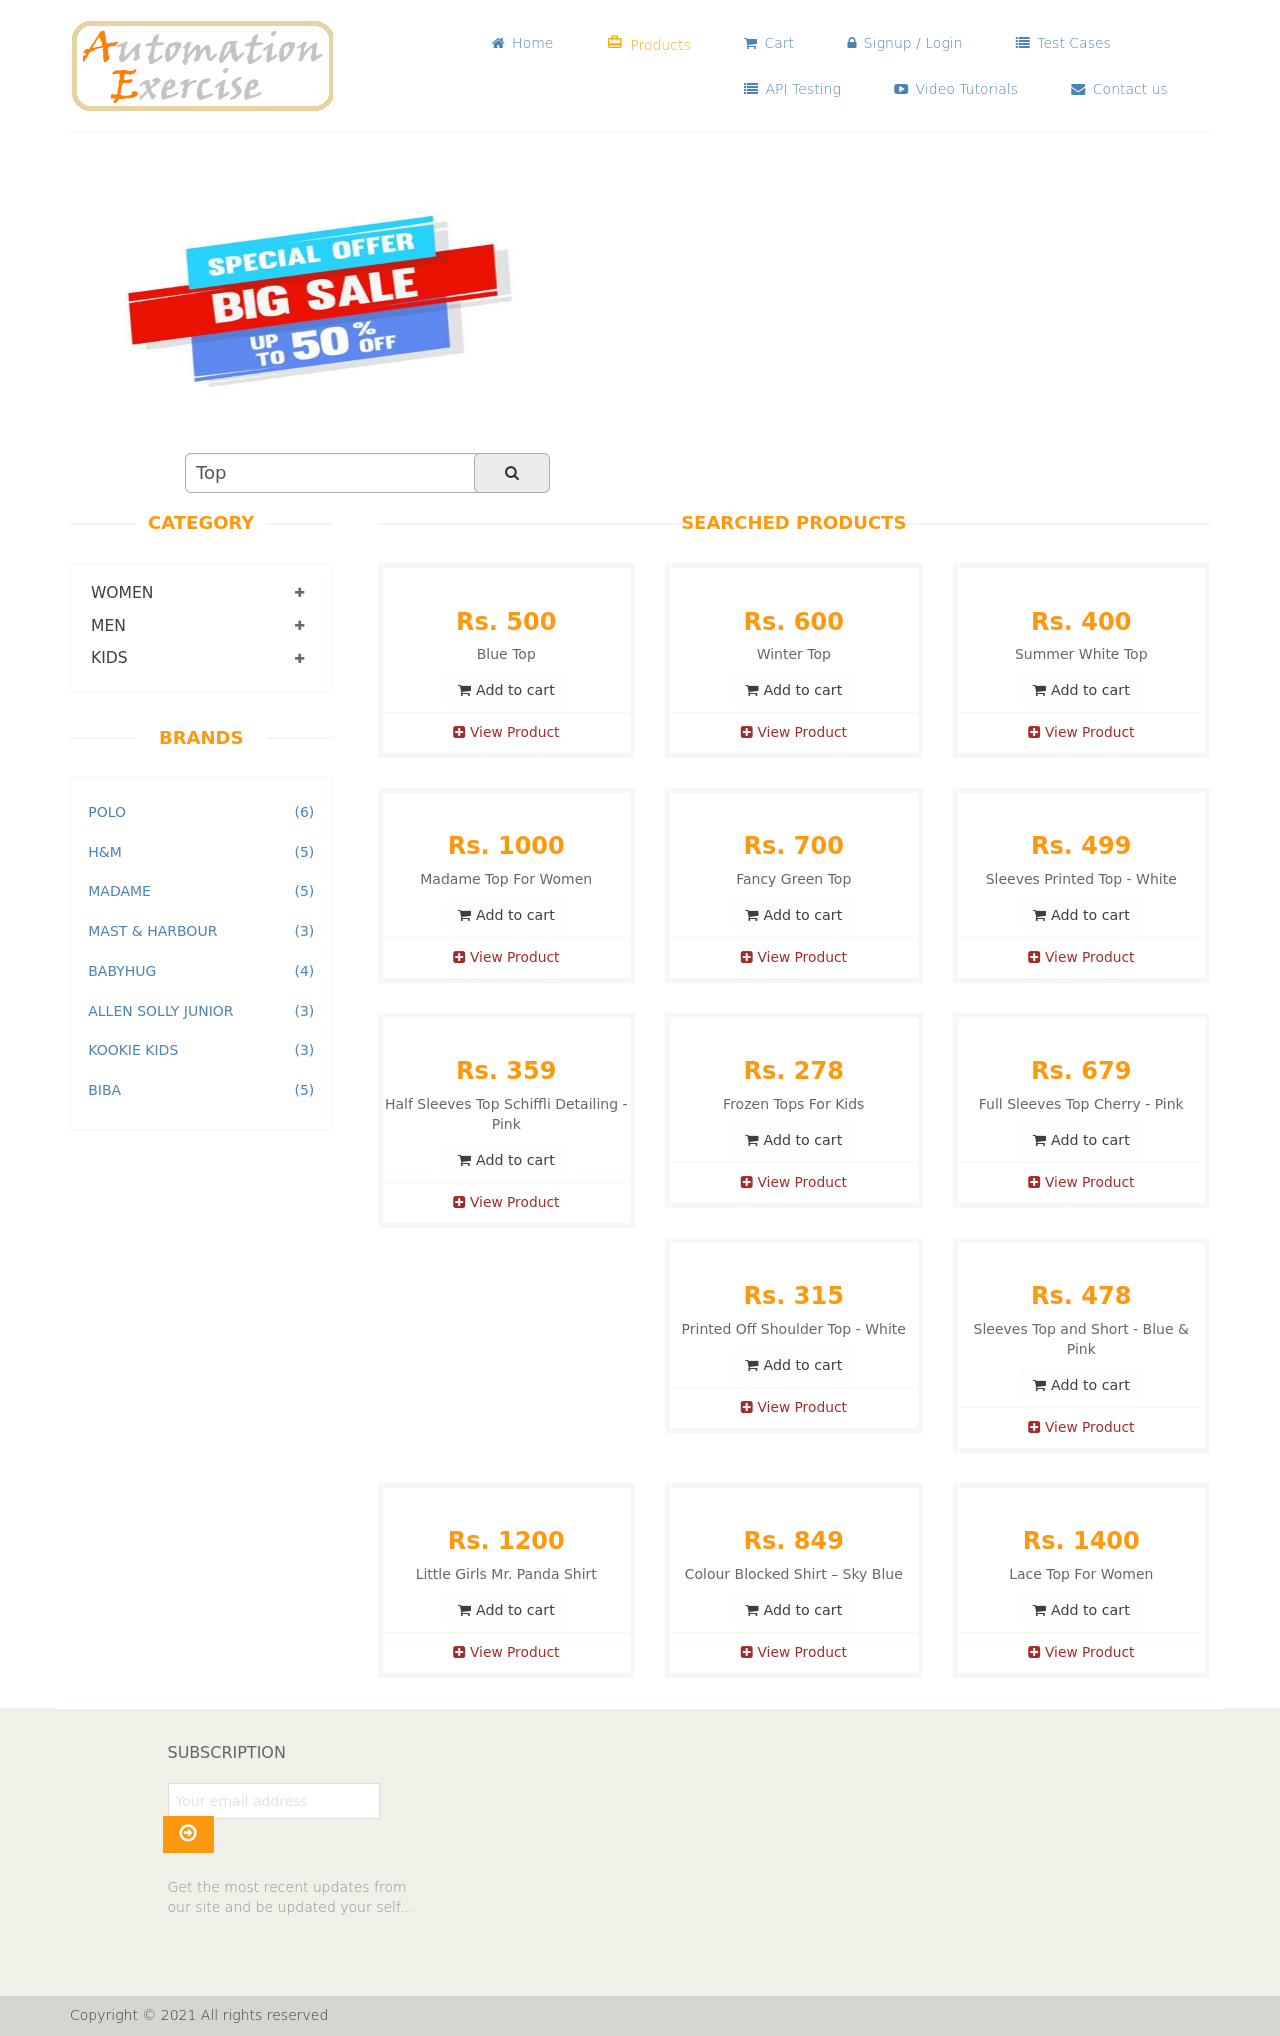 Automation
Exercise
Home
Products
Cart
Signup / Login
Test Cases
API Testing
Video Tutorials
Contact us
SPECIAL OFFER
BIG SALE
UP TO 50% OFF
Top
CATEGORY
WOMEN
MEN
KIDS
BRANDS
POLO (6)
H&M (5)
MADAME (5)
MAST & HARBOUR (3)
BABYHUG (4)
ALLEN SOLLY JUNIOR (3)
KOOKIE KIDS (3)
BIBA (5)
SEARCHED PRODUCTS
Rs. 500
Blue Top
Add to cart
View Product
Rs. 600
Winter Top
Add to cart
View Product
Rs. 400
Summer White Top
Add to cart
View Product
Rs. 1000
Madame Top For Women
Add to cart
View Product
Rs. 700
Fancy Green Top
Add to cart
View Product
Rs. 499
Sleeves Printed Top - White
Add to cart
View Product
Rs. 359
Half Sleeves Top Schiffli Detailing -
Pink
Add to cart
View Product
Rs. 278
Frozen Tops For Kids
Add to cart
View Product
Rs. 679
Full Sleeves Top Cherry - Pink
Add to cart
View Product
Rs. 315
Printed Off Shoulder Top - White
Add to cart
View Product
Rs. 478
Sleeves Top and Short - Blue &
Pink
Add to cart
View Product
Rs. 1200
Little Girls Mr. Panda Shirt
Add to cart
View Product
Rs. 849
Colour Blocked Shirt – Sky Blue
Add to cart
View Product
Rs. 1400
Lace Top For Women
Add to cart
View Product
SUBSCRIPTION
Your email address
Get the most recent updates from
our site and be updated your self...
Copyright © 2021 All rights reserved